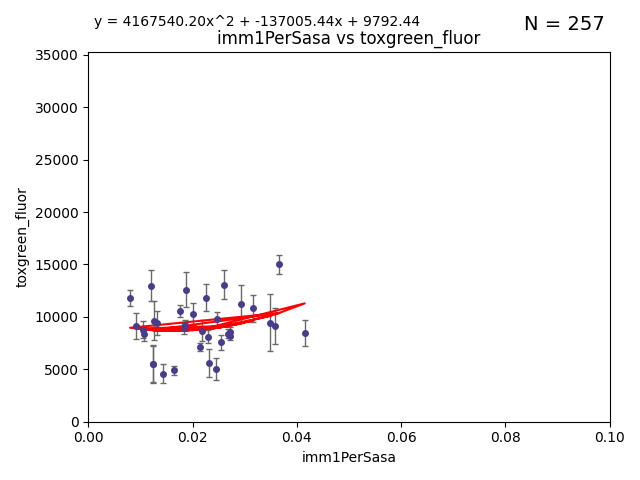 y = 4167540.20x^2 + -137005.44x + 9792.44
N = 257
imm1PerSasa vs toxgreen_fluor
35000
30000
25000
20000
15000
10000
5000
0
toxgreen_fluor
0.00 0.02 0.04 0.06 0.08 0.10
imm1PerSasa